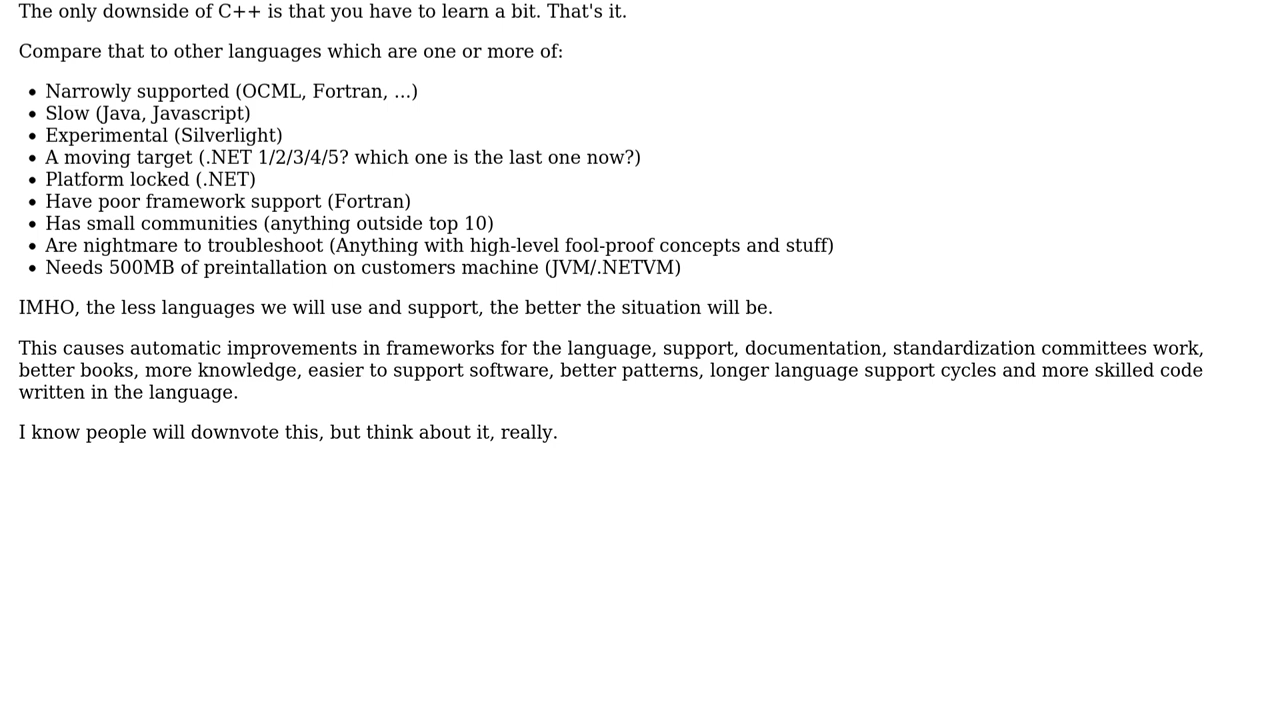 The only downside of C++ is that you have to learn a bit. That's it.
Compare that to other languages which are one or more of:
• Narrowly supported (OCML, Fortran, ...)
• Slow (Java, Javascript)
• Experimental (Silverlight)
• A moving target (.NET 1/2/3/4/5? which one is the last one now?)
• Platform locked (.NET)
• Have poor framework support (Fortran)
• Has small communities (anything outside top 10)
• Are nightmare to troubleshoot (Anything with high-level fool-proof concepts and stuff)
• Needs 500MB of preintallation on customers machine (JVM/.NETVM)
IMHO, the less languages we will use and support, the better the situation will be.
This causes automatic improvements in frameworks for the language, support, documentation, standardization committees work,
better books, more knowledge, easier to support software, better patterns, longer language support cycles and more skilled code
written in the language.
I know people will downvote this, but think about it, really.